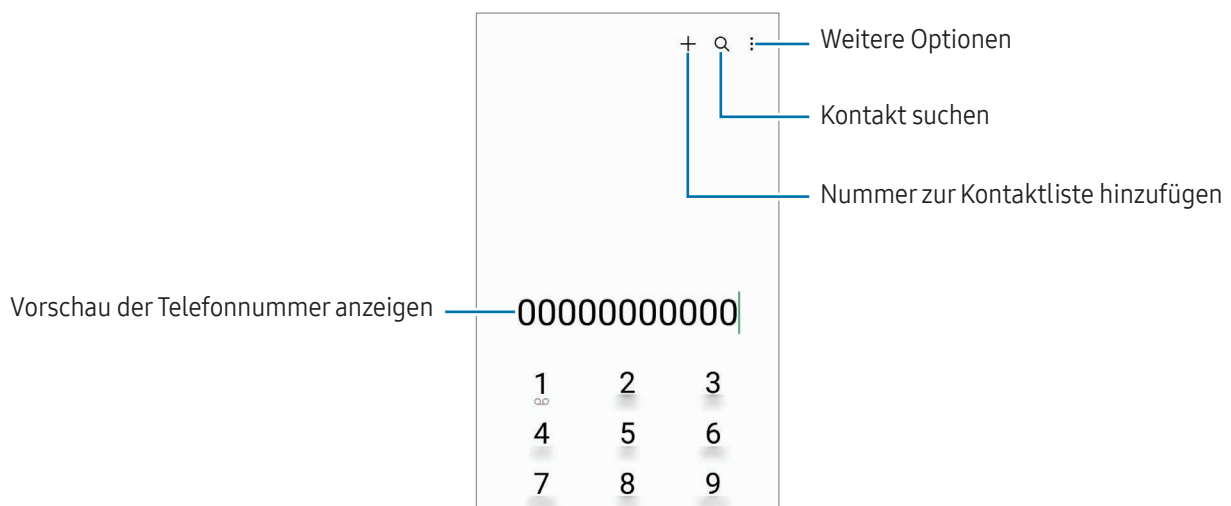 Weitere Optionen
Kontakt suchen
Nummer zur Kontaktliste hinzufügen
Vorschau der Telefonnummer anzeigen 00000000000
1 2 3
4 5 6
7 8 9